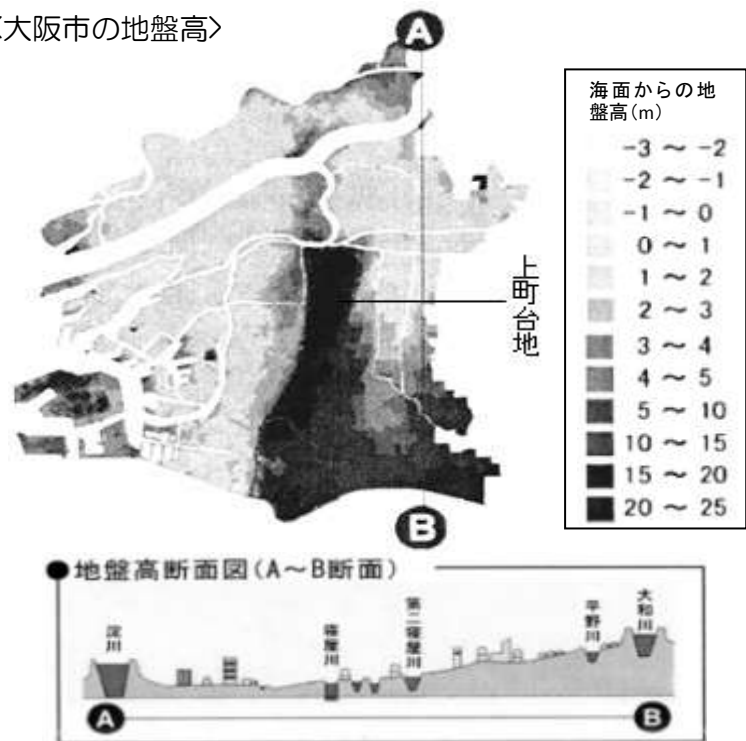 〈大阪市の地盤高〉
A
海面からの地
盤高(m)
-3 ～ -2
-2 ～ -1
-1 ～ 0
0 ～ 1
1 ～ 2
2 ～ 3
3 ～ 4
4 ～ 5
5 ～ 10
10 ～ 15
15 ～ 20
20 ～ 25
上町台地
B
●地盤高断面図(A～B断面)
淀川
寝屋川
第二寝屋川
平野川
大和川
A
B